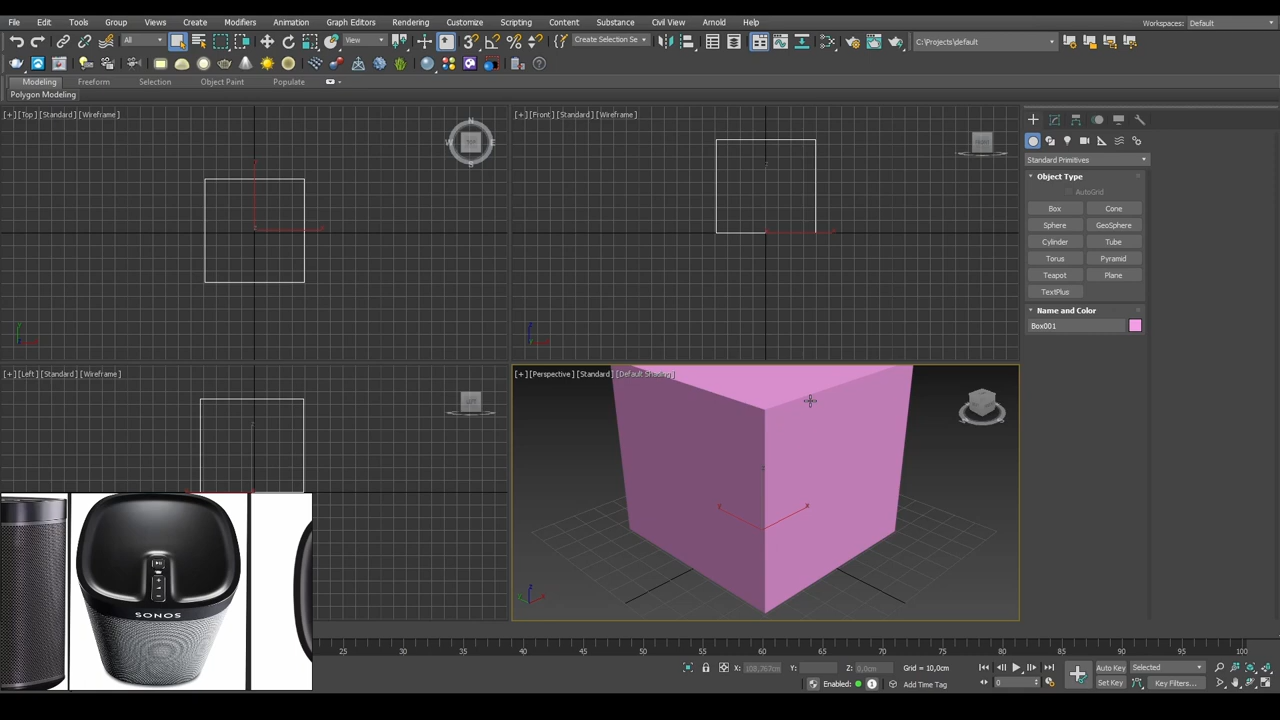 File Edit Tools Group Views Create Modifiers Animation Graph Editors Rendering Customize Scripting Content Substance Civil View Arnold Help
Workspaces: Default
All
View
Create Selection Se
C:\Projects\default
Modeling Freeform Selection Object Paint Populate
Polygon Modeling
[+] [Top] [Standard] [Wireframe]
[+] [Front] [Standard] [Wireframe]
N
W E
S
Standard Primitives
Object Type
AutoGrid
Box Cone
Sphere GeoSphere
Cylinder Tube
Torus Pyramid
Teapot Plane
TextPlus
Name and Color
Box001
[+] [Left] [Standard] [Wireframe]
[+] [Perspective] [Standard] [Default Shading]
SONOS
25 30 35 40 45 50 55 60 65 70 75 80 85 90 95 100
X: 108,767cm Y: Z: 0,0cm Grid = 10,0cm
Enabled: 1 Add Time Tag
0
Auto Key Selected
Set Key Key Filters...